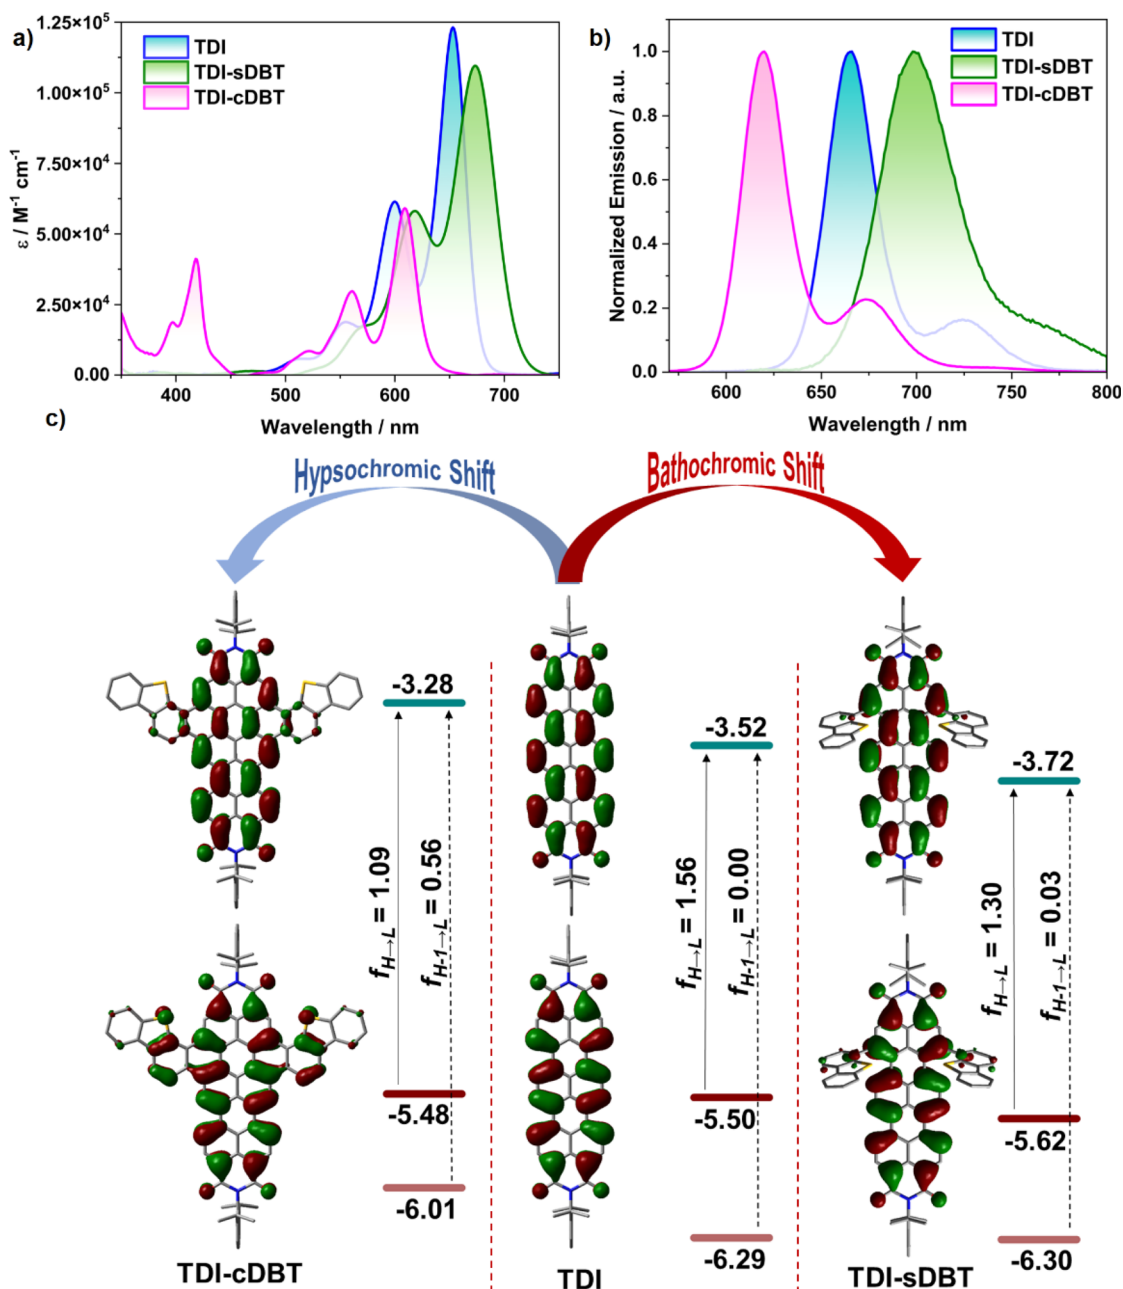 a)
1.25×10⁵
1.00×10⁵
7.50×10⁴
5.00×10⁴
2.50×10⁴
0.00
ε / M⁻¹ cm⁻¹
TDI
TDI-sDBT
TDI-cDBT
400
500
600
700
Wavelength / nm
b)
1.0
0.8
0.6
0.4
0.2
0.0
Normalized Emission / a.u.
TDI
TDI-sDBT
TDI-cDBT
600
650
700
750
800
Wavelength / nm
c)
Hypsochromic Shift
Bathochromic Shift
-3.28
f_H→L = 1.09
f_H-1→L = 0.56
-5.48
-6.01
TDI-cDBT
-3.52
f_H→L = 1.56
f_H-1→L = 0.00
-5.50
-6.29
TDI
-3.72
f_H→L = 1.30
f_H-1→L = 0.03
-5.62
-6.30
TDI-sDBT